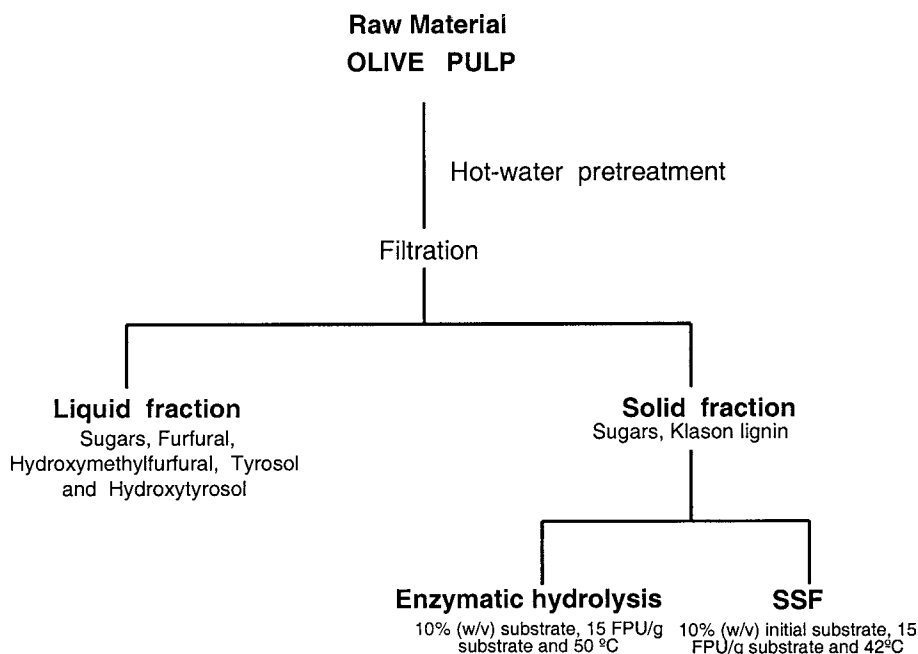 Raw Material
OLIVE PULP
Hot-water pretreatment
Filtration
Liquid fraction
Sugars, Furfural,
Hydroxymethylfurfural, Tyrosol
and Hydroxytyrosol
Solid fraction
Sugars, Klason lignin
Enzymatic hydrolysis
10% (w/v) substrate, 15 FPU/g
substrate and 50 ºC
SSF
10% (w/v) initial substrate, 15
FPU/g substrate and 42ºC